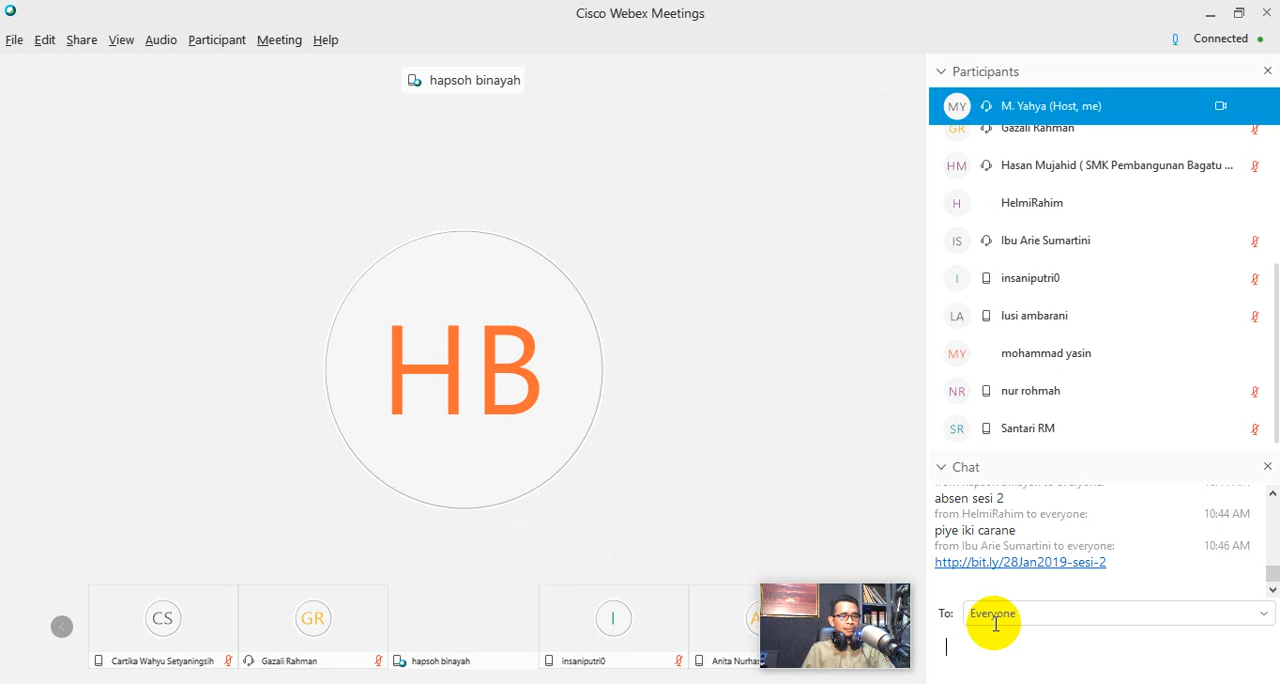 Cisco Webex Meetings
File Edit Share View Audio Participant Meeting Help
Connected
hapsoh binayah
HB
Participants
MY M. Yahya (Host, me)
GR Gazali Rahman
HM Hasan Mujahid ( SMK Pembangunan Bagatu ...
H HelmiRahim
IS Ibu Arie Sumartini
I insaniputri0
LA lusi ambarani
MY mohammad yasin
NR nur rohmah
SR Santari RM
Chat
absen sesi 2
from HelmiRahim to everyone: 10:44 AM
piye iki carane
from Ibu Arie Sumartini to everyone: 10:46 AM
http://bit.ly/28Jan2019-sesi-2
To: Everyone
CS GR I
Cartika Wahyu Setyaningsih Gazali Rahman hapsoh binayah insaniputri0 Anita